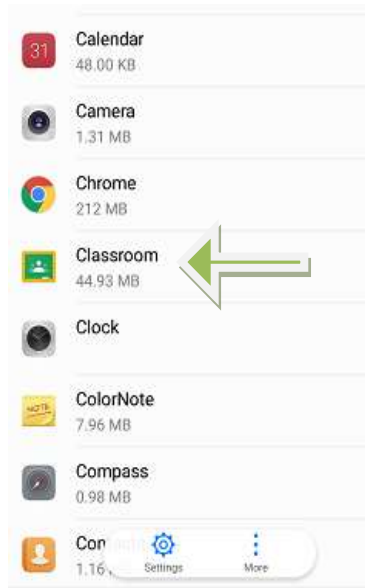 31
Calendar
48.00 KB
Camera
1.31 MB
Chrome
212 MB
Classroom
44.93 MB
Clock
NOTE
ColorNote
7.96 MB
Compass
0.98 MB
1.16
Settings
More